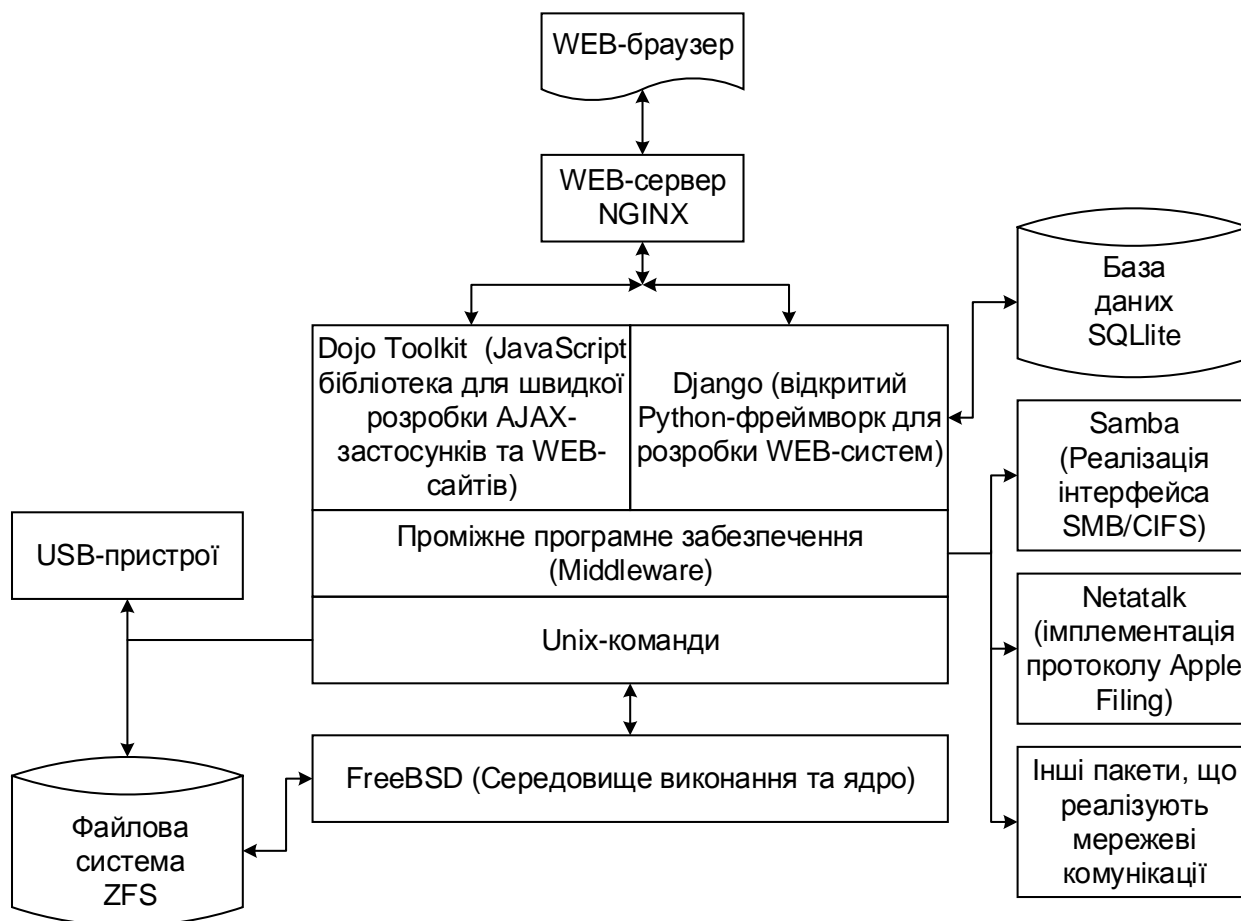 WEB-браузер
WEB-сервер
NGINX
База
даних
SQLlite
Dojo Toolkit (JavaScript
бібліотека для швидкої
розробки AJAX-
застосунків та WEB-
сайтів)
Django (відкритий
Python-фреймворк для
розробки WEB-систем)
Samba
(Реалізація
інтерфейса
SMB/CIFS)
USB-пристрої
Проміжне програмне забезпечення
(Middleware)
Netatalk
(імплементація
протоколу Apple
Filing)
Unix-команди
FreeBSD (Середовище виконання та ядро)
Інші пакети, що
реалізують
мережеві
комунікації
Файлова
система
ZFS